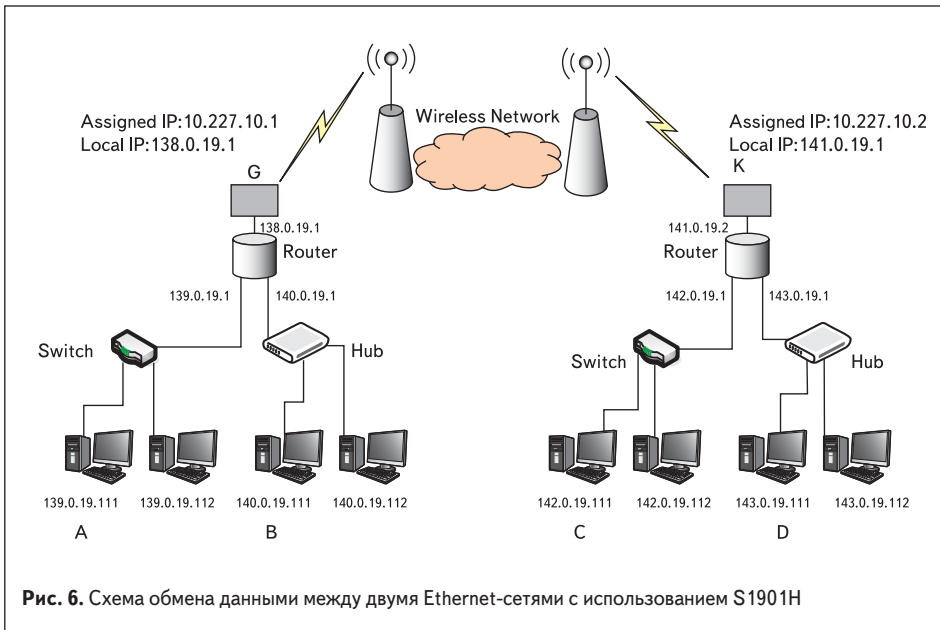 Assigned IP:10.227.10.1
Local IP:138.0.19.1
G
Wireless Network
Assigned IP:10.227.10.2
Local IP:141.0.19.1
K
138.0.19.1
Router
141.0.19.2
Router
139.0.19.1
140.0.19.1
142.0.19.1
143.0.19.1
Switch
Hub
Switch
Hub
139.0.19.111
139.0.19.112
140.0.19.111
140.0.19.112
142.0.19.111
142.0.19.112
143.0.19.111
143.0.19.112
A
B
C
D
Рис. 6. Схема обмена данными между двумя Ethernet-сетями с использованием S1901H